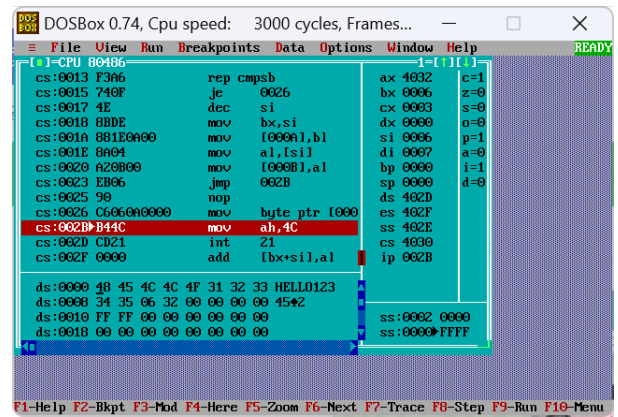 DOSBox 0.74, Cpu speed: 3000 cycles, Frames...
≡ File View Run Breakpoints Data Options Window Help READY
[■]=CPU 80486 1=[↑][↓]
cs:0013 F3A6 rep cmpsb ax 4032 c=1
cs:0015 740F je 0026 bx 0006 z=0
cs:0017 4E dec si cx 0003 s=0
cs:0018 8BDE mov bx,si dx 0000 o=0
cs:001A 881E0A00 mov [000A],bl si 0006 p=1
cs:001E 8A04 mov al,[si] di 0007 a=0
cs:0020 A20B00 mov [000B],al bp 0000 i=1
cs:0023 EB06 jmp 002B sp 0000 d=0
cs:0025 90 nop ds 402D
cs:0026 C6060A0000 mov byte ptr [000 es 402F
cs:002B►B44C mov ah,4C ss 402E
cs:002D CD21 int 21 cs 4030
cs:002F 0000 add [bx+si],al ip 002B
ds:0000 48 45 4C 4C 4F 31 32 33 HELLO123
ds:0008 34 35 06 32 00 00 00 00 45♠2
ds:0010 FF FF 00 00 00 00 00 00 ss:0002 0000
ds:0018 00 00 00 00 00 00 00 00 ss:0000►FFFF
F1-Help F2-Bkpt F3-Mod F4-Here F5-Zoom F6-Next F7-Trace F8-Step F9-Run F10-Menu